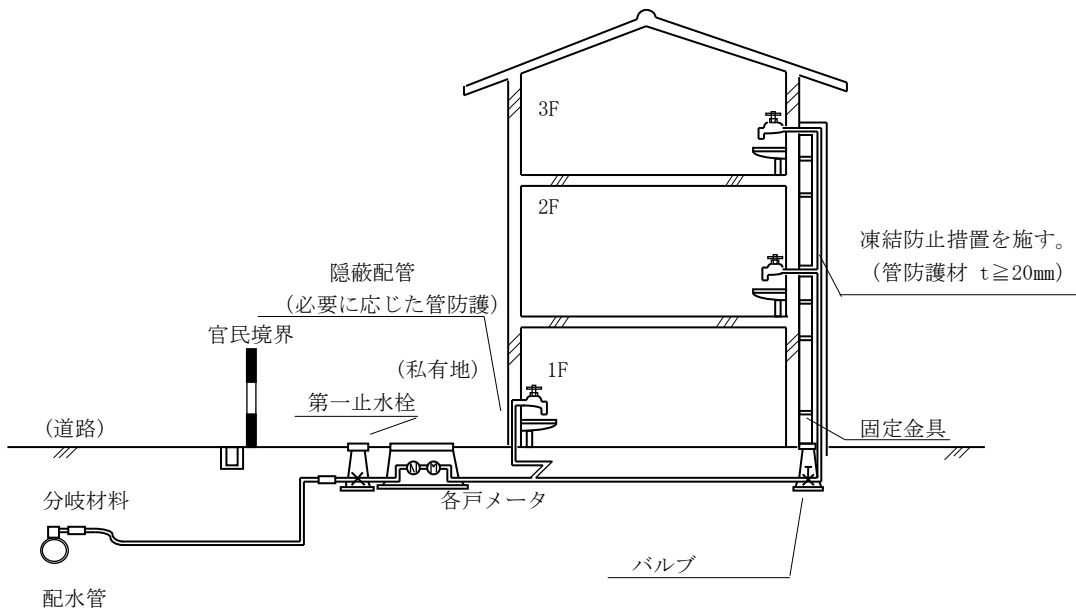 3F
2F
凍結防止措置を施す。
(管防護材 t≧20mm)
隠蔽配管
(必要に応じた管防護)
官民境界
(私有地)
1F
第一止水栓
(道路)
固定金具
N M
分岐材料
各戸メータ
バルブ
配水管